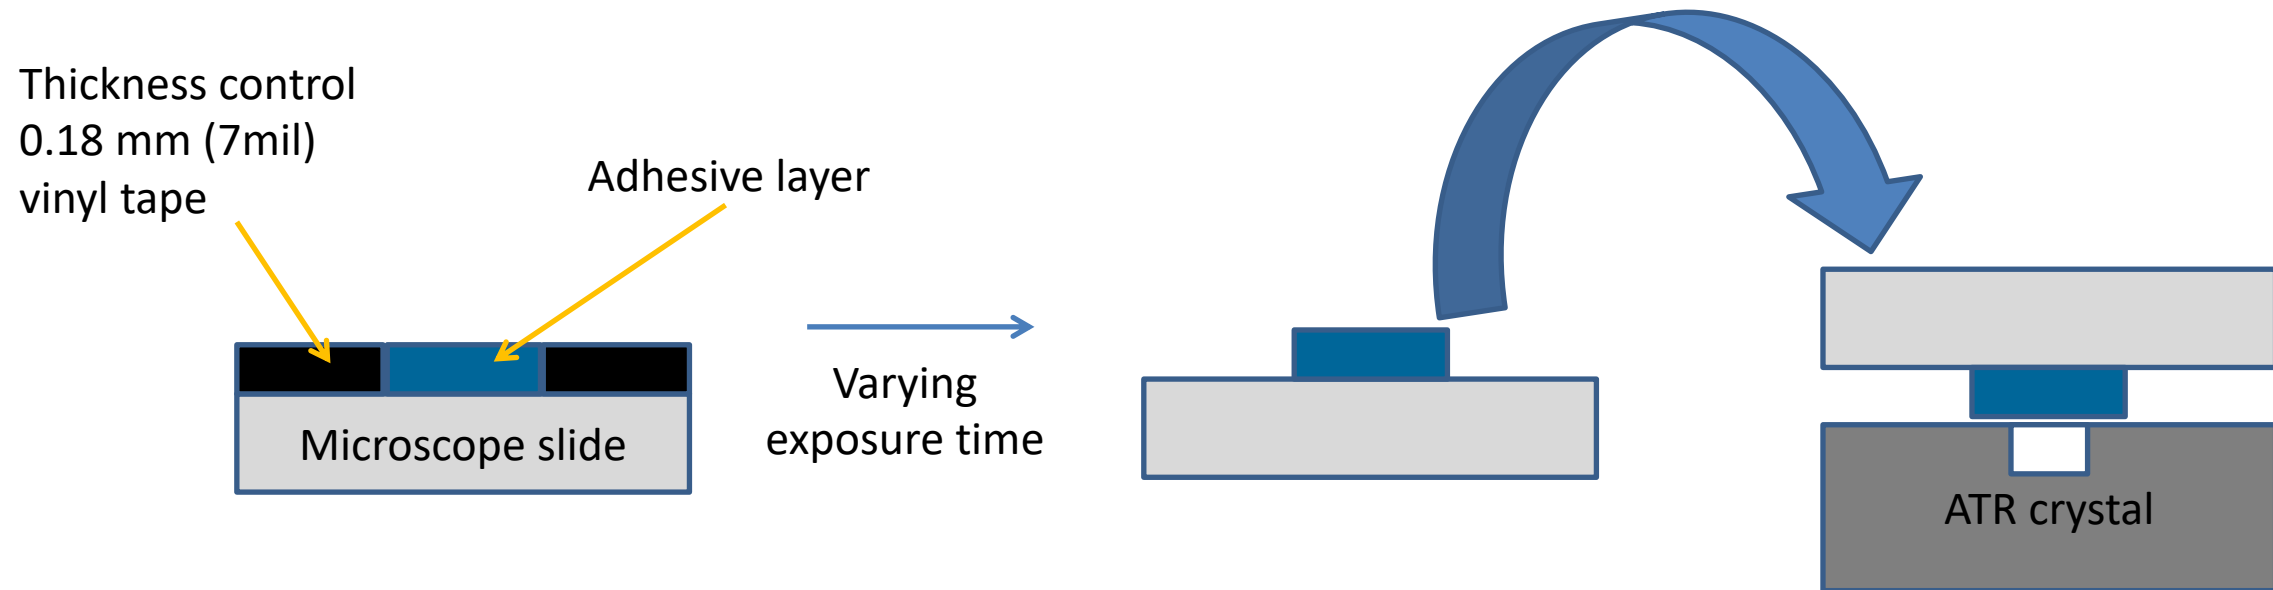 Thickness control
0.18 mm (7mil)
vinyl tape
Adhesive layer
Microscope slide
Varying
exposure time
ATR crystal